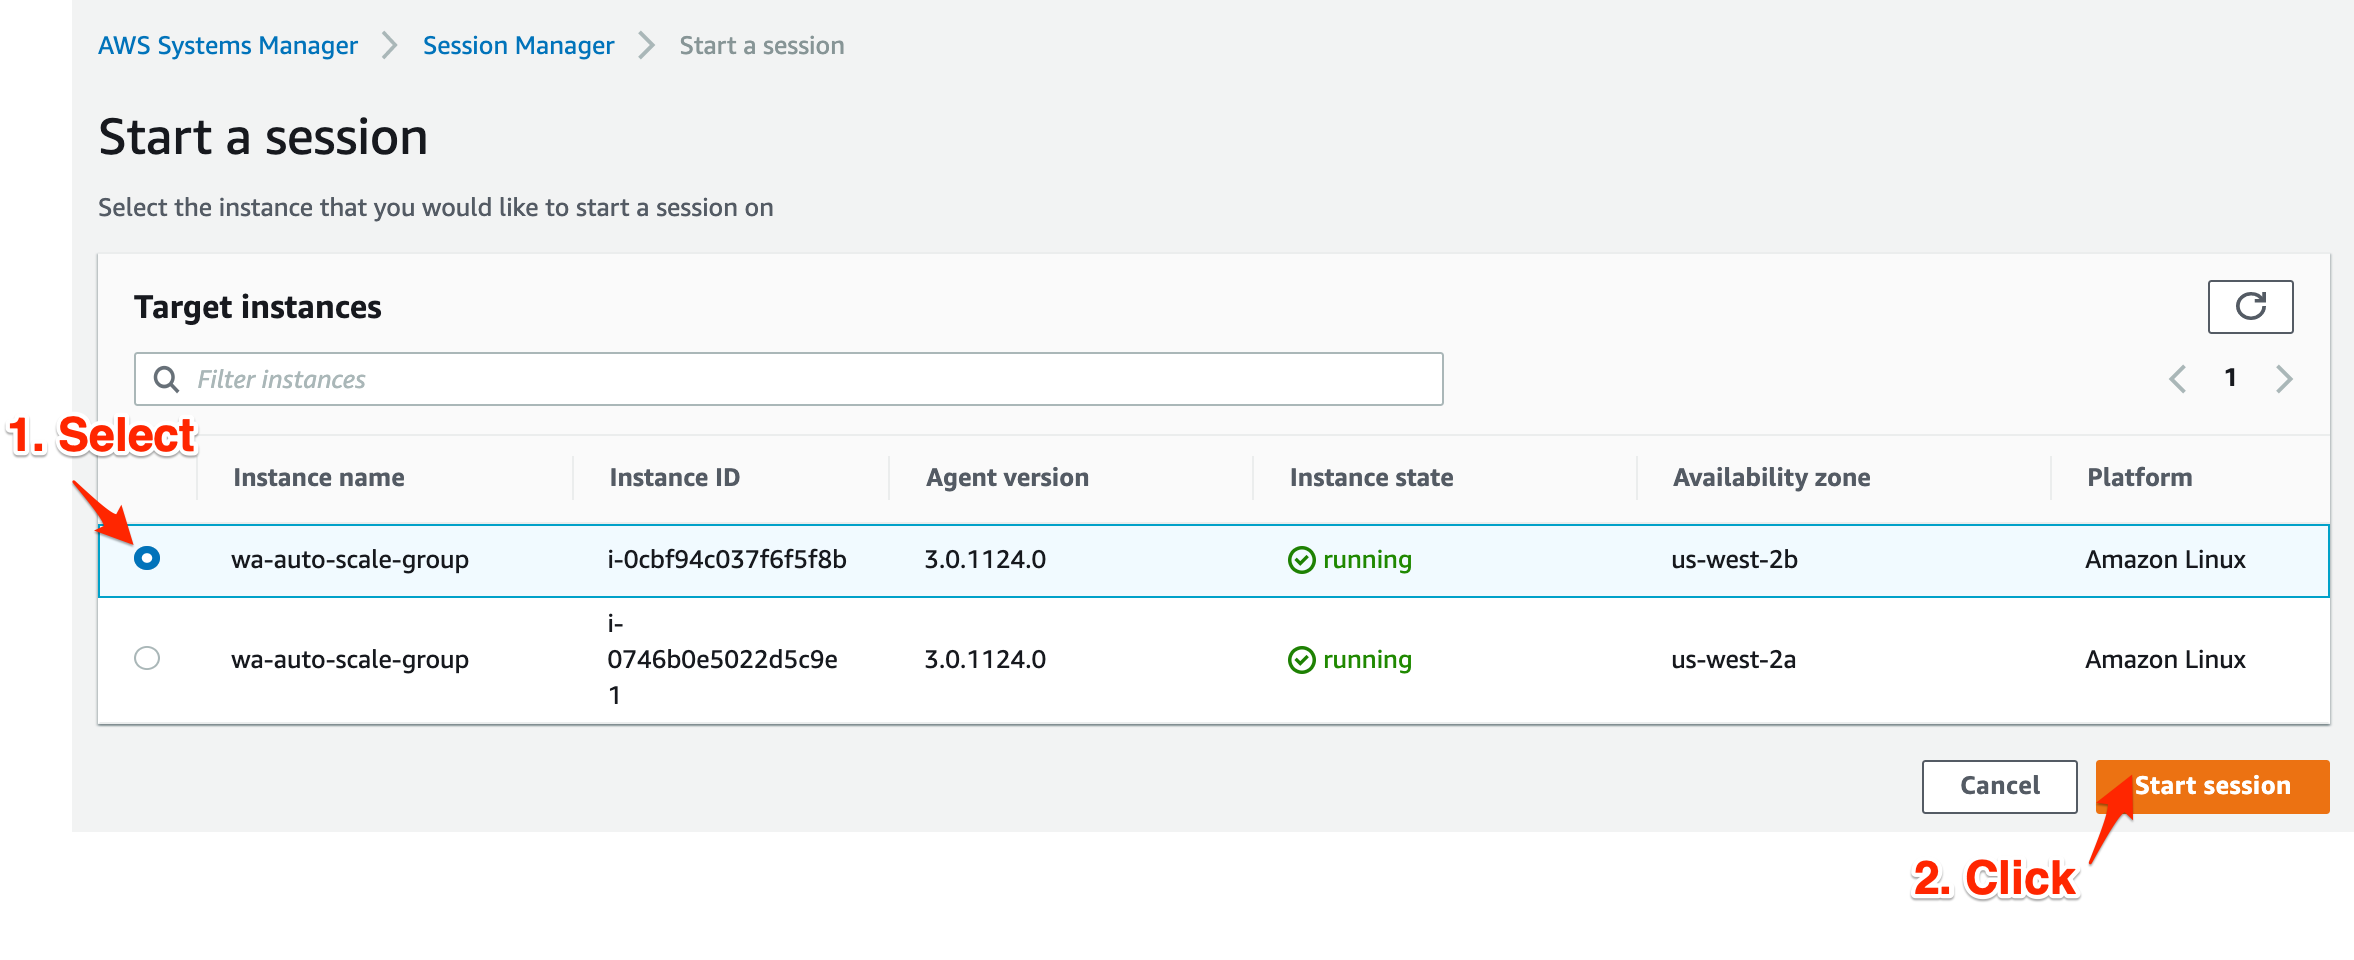 AWS Systems Manager > Session Manager > Start a session
Start a session
Select the instance that you would like to start a session on
Target instances
Filter instances
1
1. Select
Instance name Instance ID Agent version Instance state Availability zone Platform
wa-auto-scale-group i-0cbf94c037f6f5f8b 3.0.1124.0 running us-west-2b Amazon Linux
i-
wa-auto-scale-group 0746b0e5022d5c9e 3.0.1124.0 running us-west-2a Amazon Linux
1
Cancel Start session
2. Click